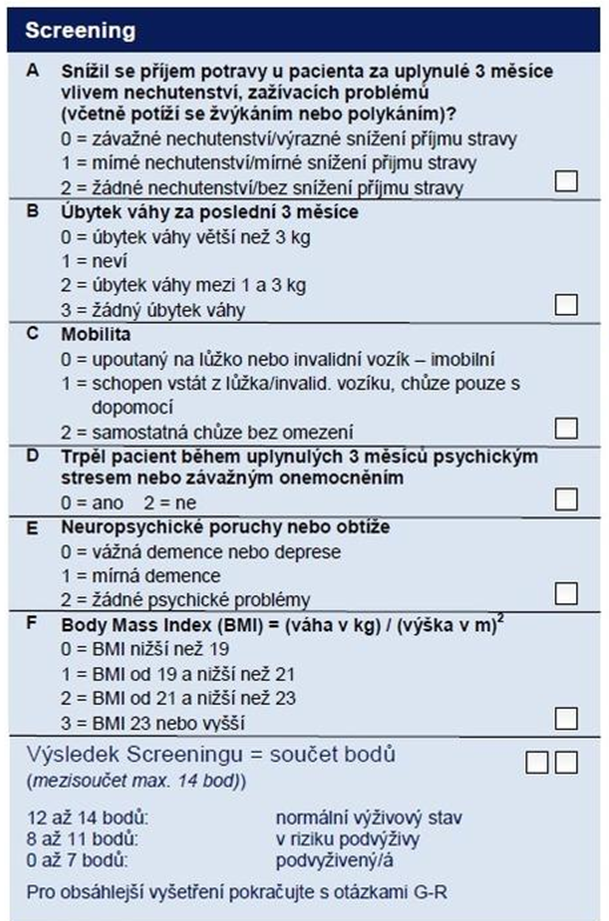 Screening
A Snížil se příjem potravy u pacienta za uplynulé 3 měsíce
vlivem nechutenství, zažívacích problémů
(včetně potíží se žvýkáním nebo polykáním)?
0 = závažné nechutenství/výrazné snížení příjmu stravy
1 = mírné nechutenství/mírné snížení přijmu stravy
2 = žádné nechutenství/bez snížení příjmu stravy
B Úbytek váhy za poslední 3 měsíce
0 = úbytek váhy větší než 3 kg
1 = neví
2 = úbytek váhy mezi 1 a 3 kg
3 = žádný úbytek váhy
C Mobilita
0 = upoutaný na lůžko nebo invalidní vozík – imobilní
1 = schopen vstát z lůžka/invalid. vozíku, chůze pouze s
dopomocí
2 = samostatná chůze bez omezení
D Trpěl pacient během uplynulých 3 měsíců psychickým
stresem nebo závažným onemocněním
0 = ano 2 = ne
E Neuropsychické poruchy nebo obtíže
0 = vážná demence nebo deprese
1 = mírná demence
2 = žádné psychické problémy
F Body Mass Index (BMI) = (váha v kg) / (výška v m)²
0 = BMI nižší než 19
1 = BMI od 19 a nižší než 21
2 = BMI od 21 a nižší než 23
3 = BMI 23 nebo vyšší
Výsledek Screeningu = součet bodů
(mezisoučet max. 14 bod))
12 až 14 bodů: normální výživový stav
8 až 11 bodů: v riziku podvýživy
0 až 7 bodů: podvyživený/á
Pro obsáhlejší vyšetření pokračujte s otázkami G-R